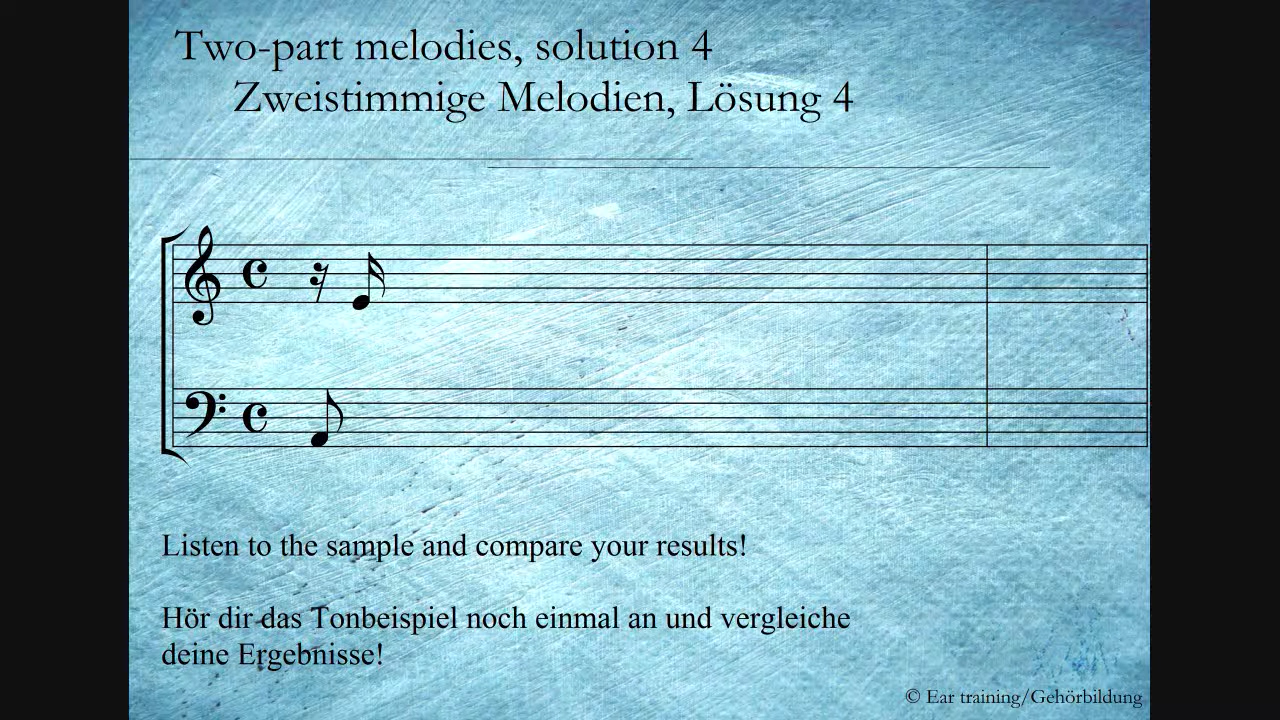 Two-part melodies, solution 4
Zweistimmige Melodien, Lösung 4
Listen to the sample and compare your results!
Hör dir das Tonbeispiel noch einmal an und vergleiche
deine Ergebnisse!
© Ear training/Gehörbildung